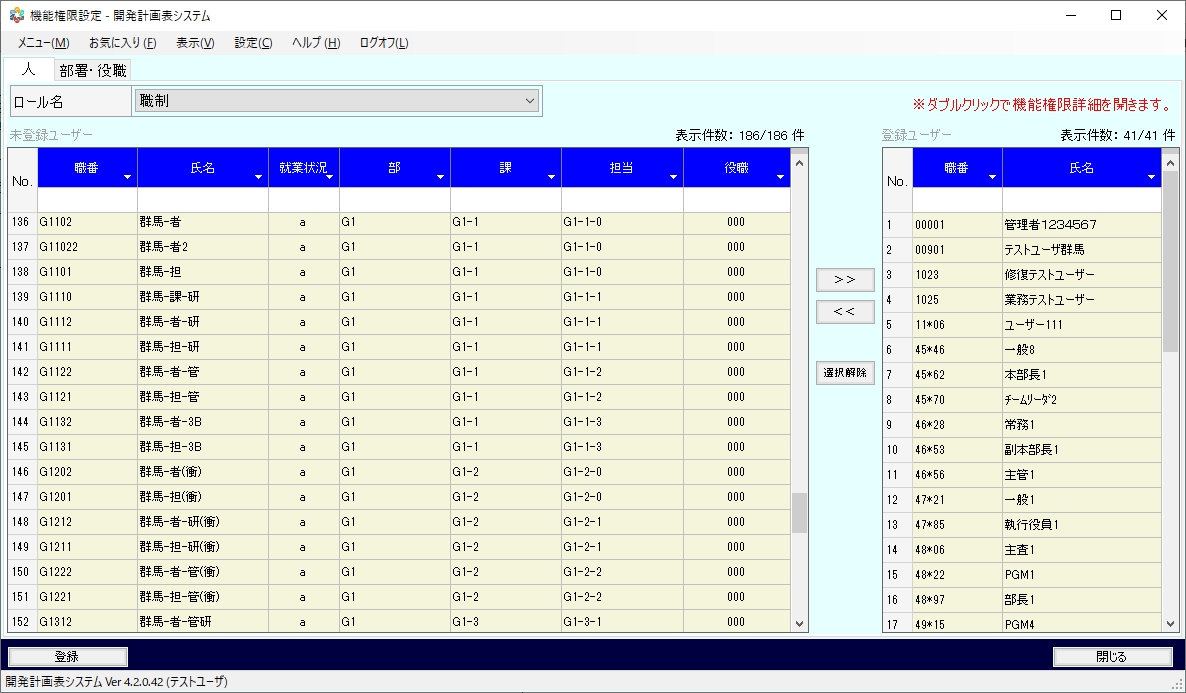 機能権限設定 - 開発計画表システム
メニュー(M) お気に入り(F) 表示(V) 設定(C) ヘルプ(H) ログオフ(L)
人 部署・役職
ロール名 職制
※ダブルクリックで機能権限詳細を開きます。
未登録ユーザー 表示件数: 186/186 件
No. 職番 氏名 就業状況 部 課 担当 役職
136 G1102 群馬-者 a G1 G1-1 G1-1-0 000
137 G11022 群馬-者2 a G1 G1-1 G1-1-0 000
138 G1101 群馬-担 a G1 G1-1 G1-1-0 000
139 G1110 群馬-課-研 a G1 G1-1 G1-1-1 000
140 G1112 群馬-者-研 a G1 G1-1 G1-1-1 000
141 G1111 群馬-担-研 a G1 G1-1 G1-1-1 000
142 G1122 群馬-者-管 a G1 G1-1 G1-1-2 000
143 G1121 群馬-担-管 a G1 G1-1 G1-1-2 000
144 G1132 群馬-者-3B a G1 G1-1 G1-1-3 000
145 G1131 群馬-担-3B a G1 G1-1 G1-1-3 000
146 G1202 群馬-者(衡) a G1 G1-2 G1-2-0 000
147 G1201 群馬-担(衡) a G1 G1-2 G1-2-0 000
148 G1212 群馬-者-研(衡) a G1 G1-2 G1-2-1 000
149 G1211 群馬-担-研(衡) a G1 G1-2 G1-2-1 000
150 G1222 群馬-者-管(衡) a G1 G1-2 G1-2-2 000
151 G1221 群馬-担-管(衡) a G1 G1-2 G1-2-2 000
152 G1312 群馬-者-管研 a G1 G1-3 G1-3-1 000
>>
<<
選択解除
登録ユーザー 表示件数: 41/41 件
No. 職番 氏名
1 00001 管理者1234567
2 00901 テストユーザ群馬
3 1023 修復テストユーザー
4 1025 業務テストユーザー
5 11*06 ユーザー111
6 45*46 一般8
7 45*62 本部長1
8 45*70 ﾁｰﾑﾘｰﾀﾞ2
9 46*28 常務1
10 46*53 副本部長1
11 46*56 主管1
12 47*21 一般1
13 47*85 執行役員1
14 48*06 主査1
15 48*22 PGM1
16 48*97 部長1
17 49*15 PGM4
登録 閉じる
開発計画表システム Ver 4.2.0.42 (テストユーザ)